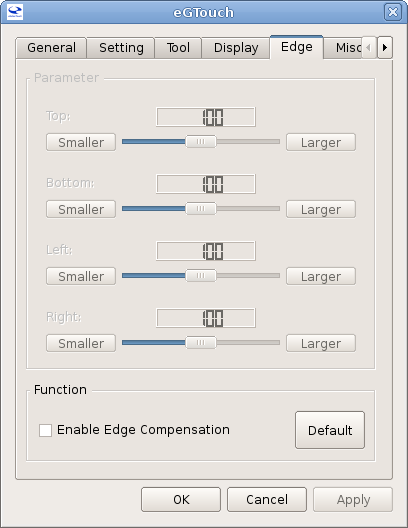 eGTouch
General Setting Tool Display Edge Misc
Parameter
Top: 100
Smaller Larger
Bottom: 100
Smaller Larger
Left: 100
Smaller Larger
Right: 100
Smaller Larger
Function
Enable Edge Compensation Default
OK Cancel Apply